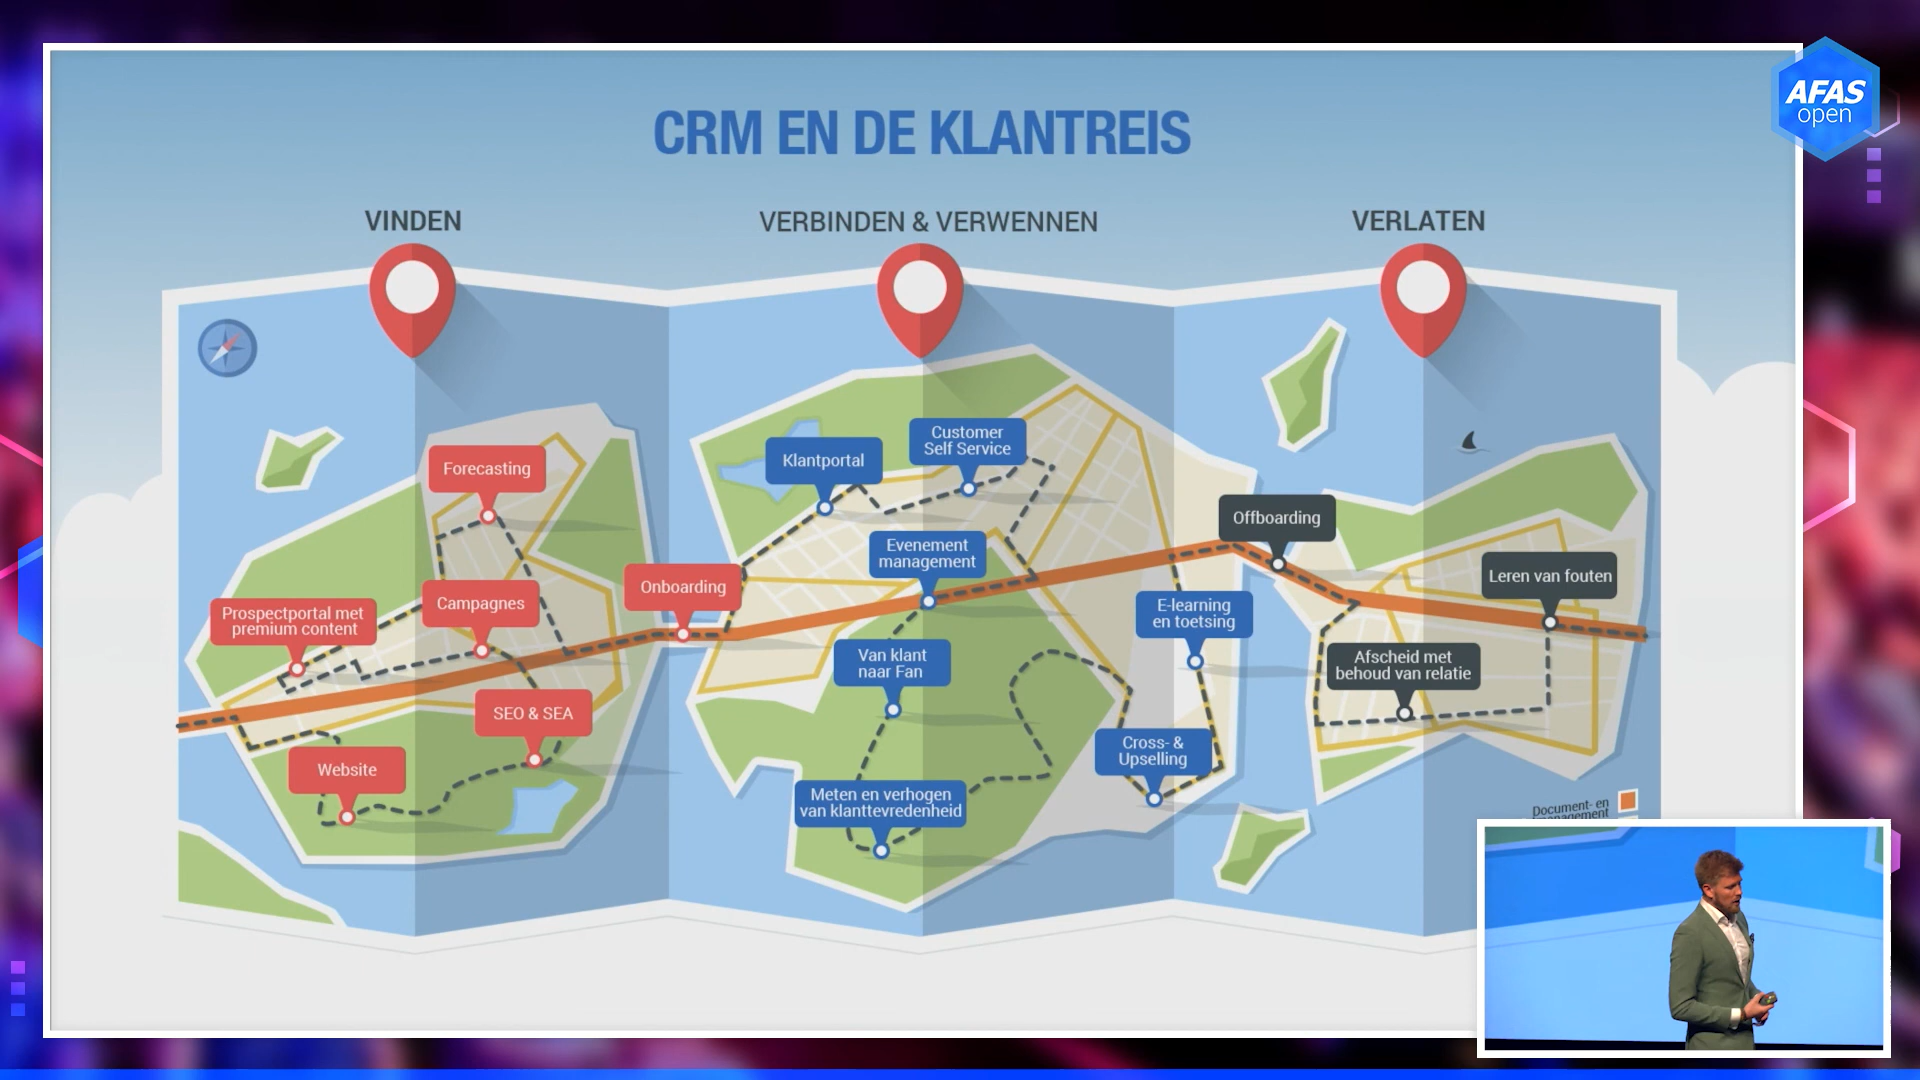 AFAS
open
CRM EN DE KLANTREIS
VINDEN
VERBINDEN & VERWENNEN
VERLATEN
Forecasting
Prospectportal met
premium content
Campagnes
SEO & SEA
Website
Onboarding
Klantportal
Customer
Self Service
Evenement
management
Van klant
naar Fan
Meten en verhogen
van klanttevredenheid
Cross- &
Upselling
E-learning
en toetsing
Offboarding
Leren van fouten
Afscheid met
behoud van relatie
Document- en